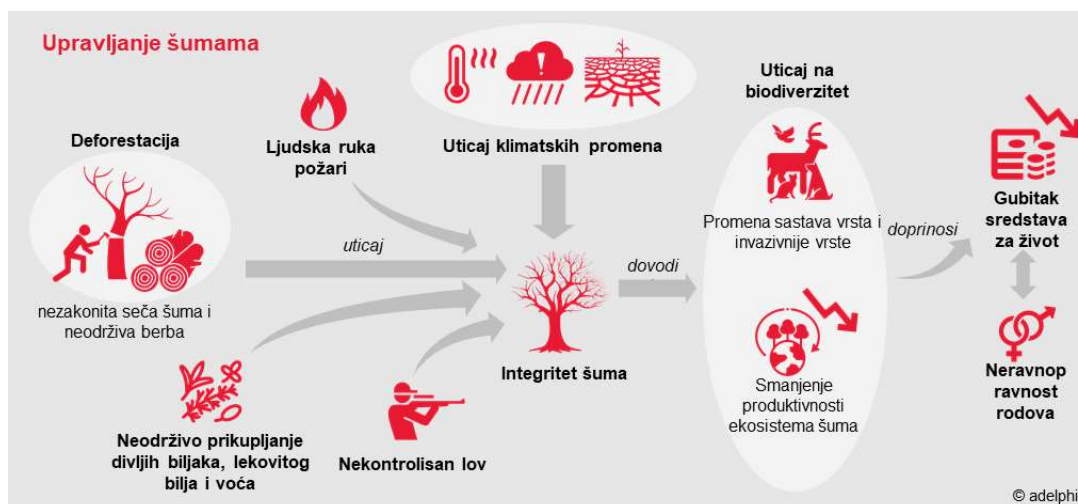 Upravljanje šumama
Deforestacija
nezakonita seča šuma i
neodrživa berba
Ljudska ruka
požari
Uticaj klimatskih promena
uticaj
Neodrživo prikupljanje
divljih biljaka, lekovitog
bilja i voća
Nekontrolisan lov
Integritet šuma
dovodi
Uticaj na
biodiverzitet
Promena sastava vrsta i
invazivnije vrste
Smanjenje
produktivnosti
ekosistema šuma
doprinosi
Gubitak
sredstava
za život
Neravnop
ravnost
rodova
© adelphi